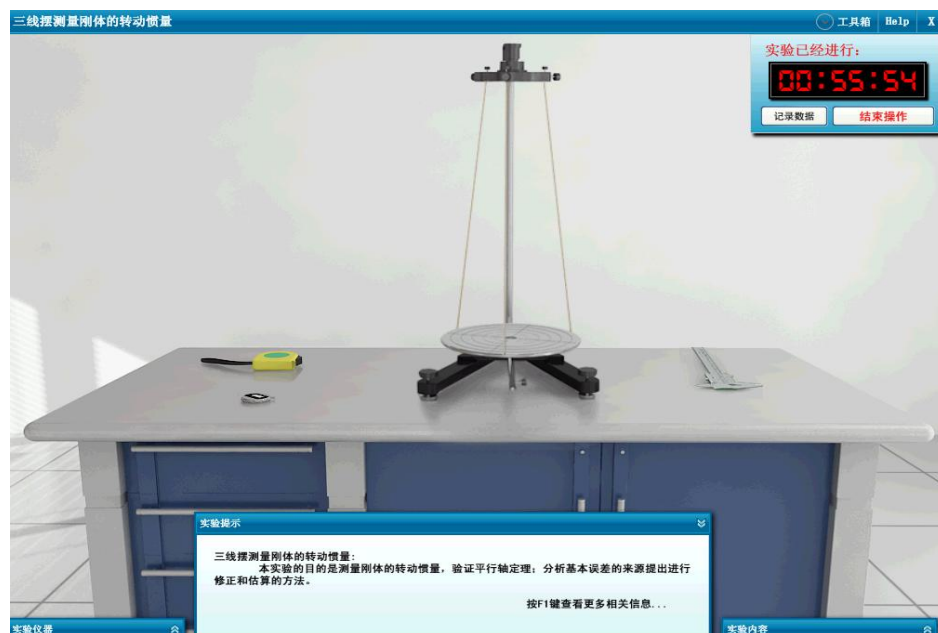 三线摆测量刚体的转动惯量
工具箱 Help X
实验已经进行：
00:55:54
记录数据 结束操作
实验提示
三线摆测量刚体的转动惯量：
本实验的目的是测量刚体的转动惯量，验证平行轴定理；分析基本误差的来源提出进行
修正和估算的方法。
按F1键查看更多相关信息...
实验仪器
实验内容